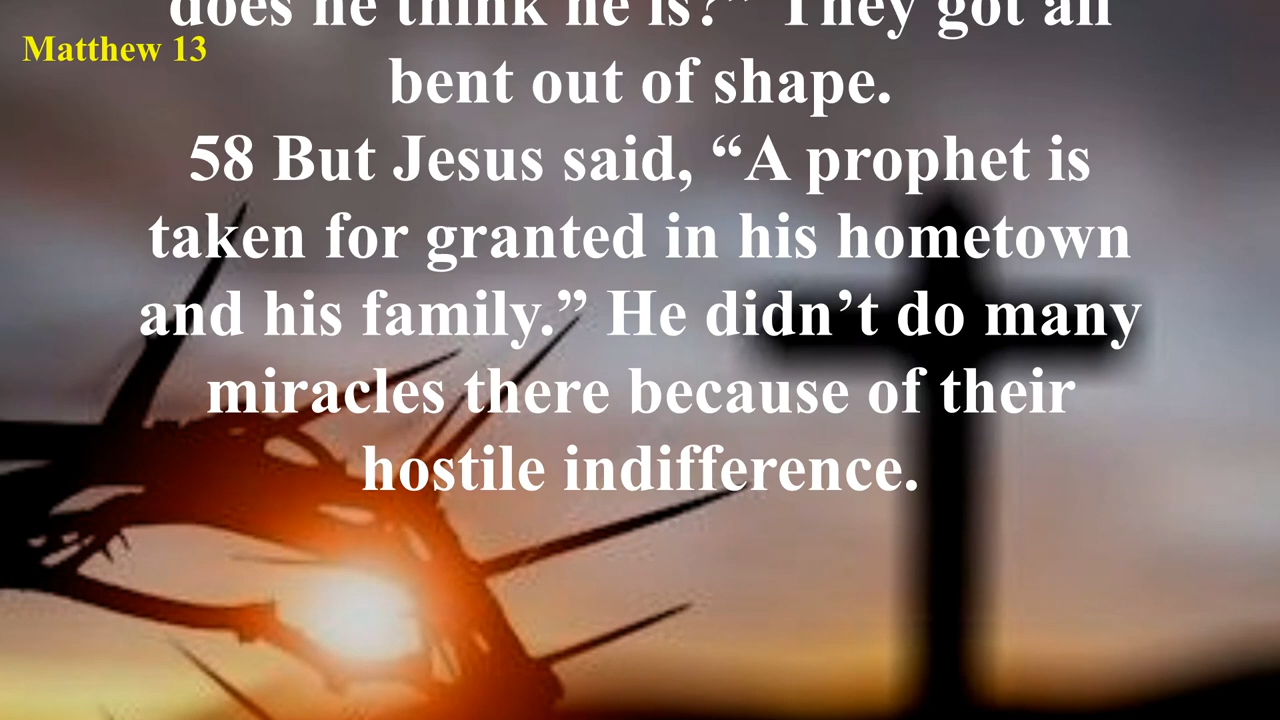 does he think he is?” They got all
Matthew 13
bent out of shape.
58 But Jesus said, “A prophet is
taken for granted in his hometown
and his family.” He didn’t do many
miracles there because of their
hostile indifference.